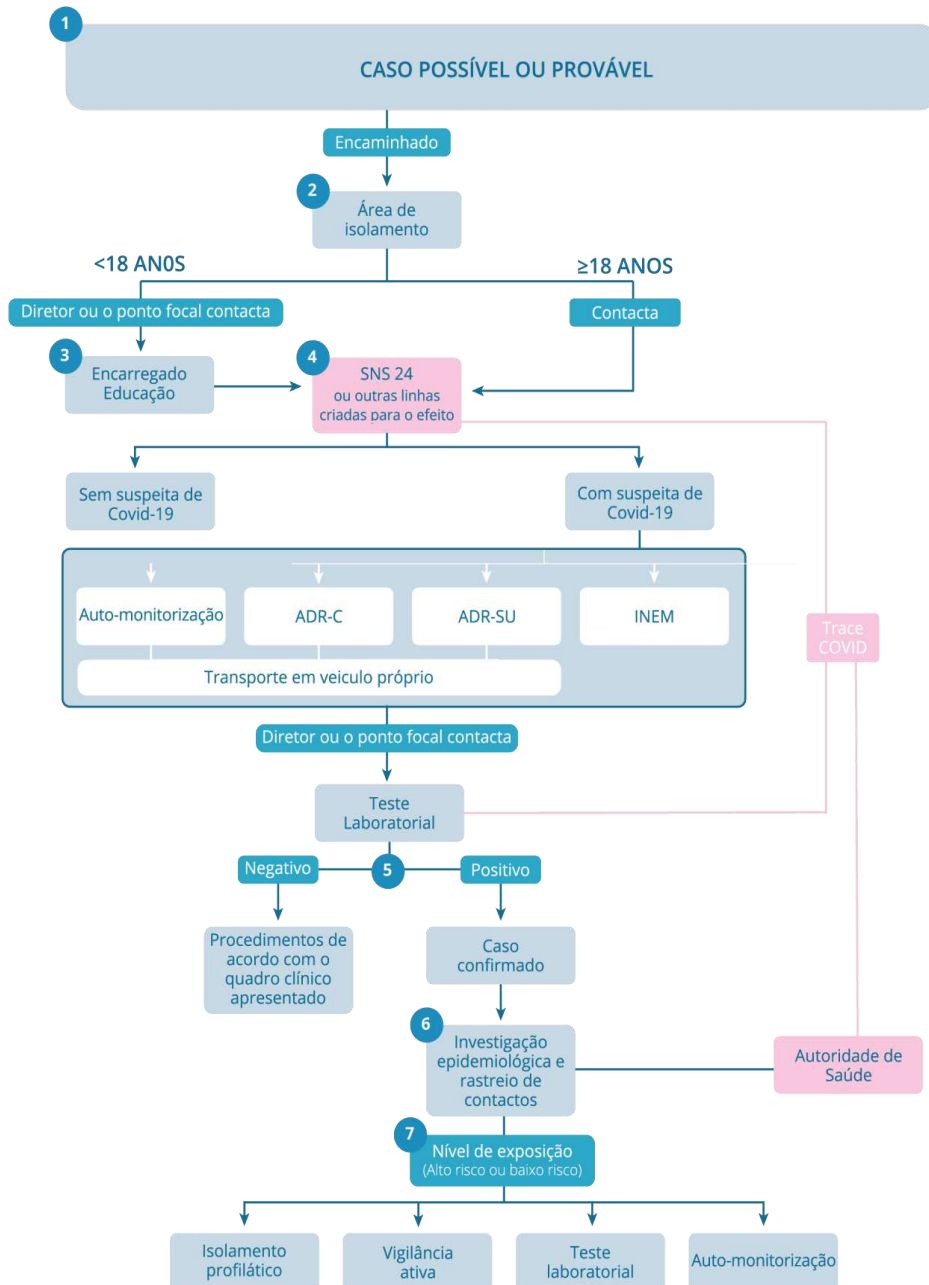 1
CASO POSSÍVEL OU PROVÁVEL
Encaminhado
2
Área de
isolamento
<18 AN0S
≥18 ANOS
Diretor ou o ponto focal contacta
Contacta
3
Encarregado
Educação
4
SNS 24
ou outras linhas
criadas para o efeito
Sem suspeita de
Covid-19
Com suspeita de
Covid-19
Auto-monitorização
ADR-C
ADR-SU
INEM
Transporte em veiculo próprio
Trace
COVID
Diretor ou o ponto focal contacta
Teste
Laboratorial
Negativo
5
Positivo
Procedimentos de
acordo com o
quadro clínico
apresentado
Caso
confirmado
6
Investigação
epidemiológica e
rastreio de
contactos
Autoridade de
Saúde
7
Nível de exposição
(Alto risco ou baixo risco)
Isolamento
profilático
Vigilância
ativa
Teste
laboratorial
Auto-monitorização